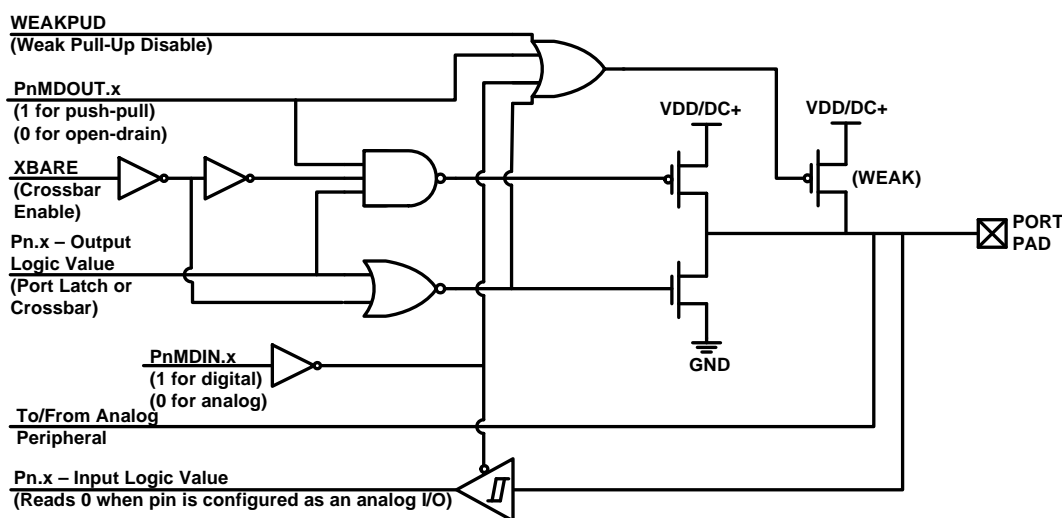 WEAKPUD
(Weak Pull-Up Disable)
PnMDOUT.x
(1 for push-pull)
(0 for open-drain)
XBARE
(Crossbar
Enable)
Pn.x – Output
Logic Value
(Port Latch or
Crossbar)
PnMDIN.x
(1 for digital)
(0 for analog)
To/From Analog
Peripheral
Pn.x – Input Logic Value
(Reads 0 when pin is configured as an analog I/O)
VDD/DC+
VDD/DC+
(WEAK)
PORT
PAD
GND